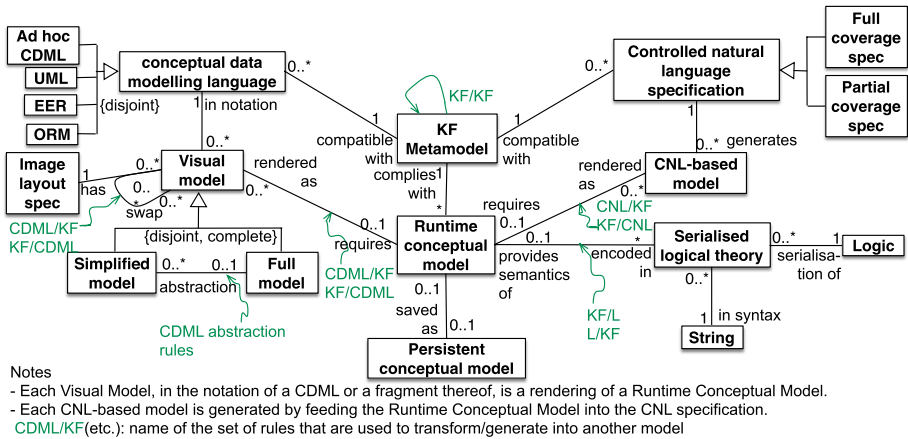 Ad hoc
CDML
UML
EER
ORM
{disjoint}
conceptual data
modelling language
0..*
1
in notation
0..*
KF/KF
1
compatible
with
KF
Metamodel
1
compatible
with
0..*
Controlled natural
language
specification
Full
coverage
spec
Partial
coverage
spec
1
generates
0..*
CNL-based
model
rendered
as
0..*
CNL/KF
KF/CNL
requires
0..1
complies
with
1
*
Image
layout
spec
1
has
0..*
0..
*
swap
0..*
Visual
model
rendered
as
0..*
CDML/KF
KF/CDML
{disjoint, complete}
Simplified
model
0..*
0..1
abstraction
Full
model
CDML abstraction
rules
0..1
requires
CDML/KF
KF/CDML
Runtime
conceptual
model
0..1
provides
semantics
of
*
encoded
in
KF/L
L/KF
Serialised
logical theory
0..*
1
serialisa-
tion of
Logic
0..*
1
in syntax
String
0..1
saved
as
0..1
Persistent
conceptual model
Notes
- Each Visual Model, in the notation of a CDML or a fragment thereof, is a rendering of a Runtime Conceptual Model.
- Each CNL-based model is generated by feeding the Runtime Conceptual Model into the CNL specification.
CDML/KF(etc.): name of the set of rules that are used to transform/generate into another model